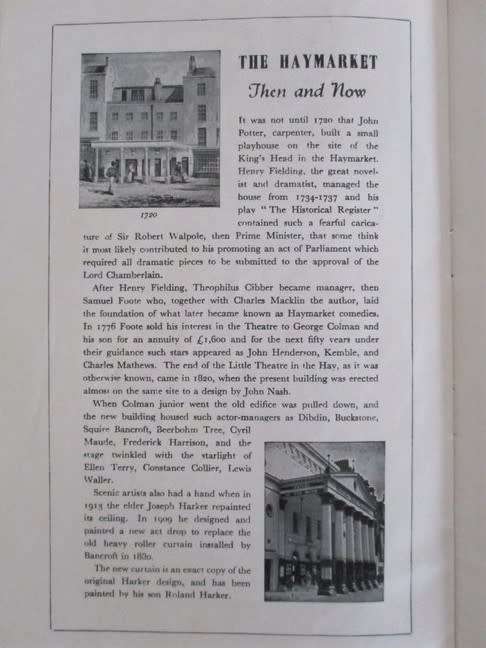 THE HAYMARKET
Then and Now
It was not until 1720 that John
Potter, carpenter, built a small
playhouse on the site of the
King's Head in the Haymarket.
Henry Fielding, the great novel-
ist and dramatist, managed the
house from 1734-1737 and his
play "The Historical Register"
contained such a fearful carica-
1720
ture of Sir Robert Walpole, then Prime Minister, that some think
it most likely contributed to his promoting an act of Parliament which
required all dramatic pieces to be submitted to the approval of the
Lord Chamberlain.
After Henry Fielding, Throphilus Cibber became manager, then
Samuel Foote who, together with Charles Macklin the author, laid
the foundation of what later became known as Haymarket comedies.
In 1776 Foote sold his interest in the Theatre to George Colman and
his son for an annuity of £1,600 and for the next fifty years under
their guidance such stars appeared as John Henderson, Kemble, and
Charles Mathews. The end of the Little Theatre in the Hay, as it was
otherwise known, came in 1820, when the present building was erected
almost on the same site to a design by John Nash.
When Colman junior went the old edifice was pulled down, and
the new building housed such actor-managers as Dibdin, Buckstone,
Squire Bancroft, Beerbohm Tree, Cyril
Maude, Frederick Harrison, and the
stage twinkled with the starlight of
Ellen Terry, Constance Collier, Lewis
Waller.
Scenic artists also had a hand when in
1913 the elder Joseph Harker repainted
its ceiling. In 1909 he designed and
painted a new act drop to replace the
old heavy roller curtain installed by
Bancroft in 1880.
The new curtain is an exact copy of the
original Harker design, and has been
painted by his son Roland Harker.